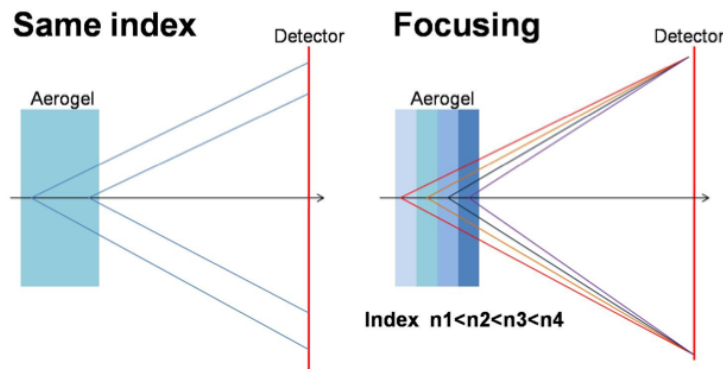 Same index
Detector
Aerogel
Focusing
Detector
Aerogel
Index n1<n2<n3<n4